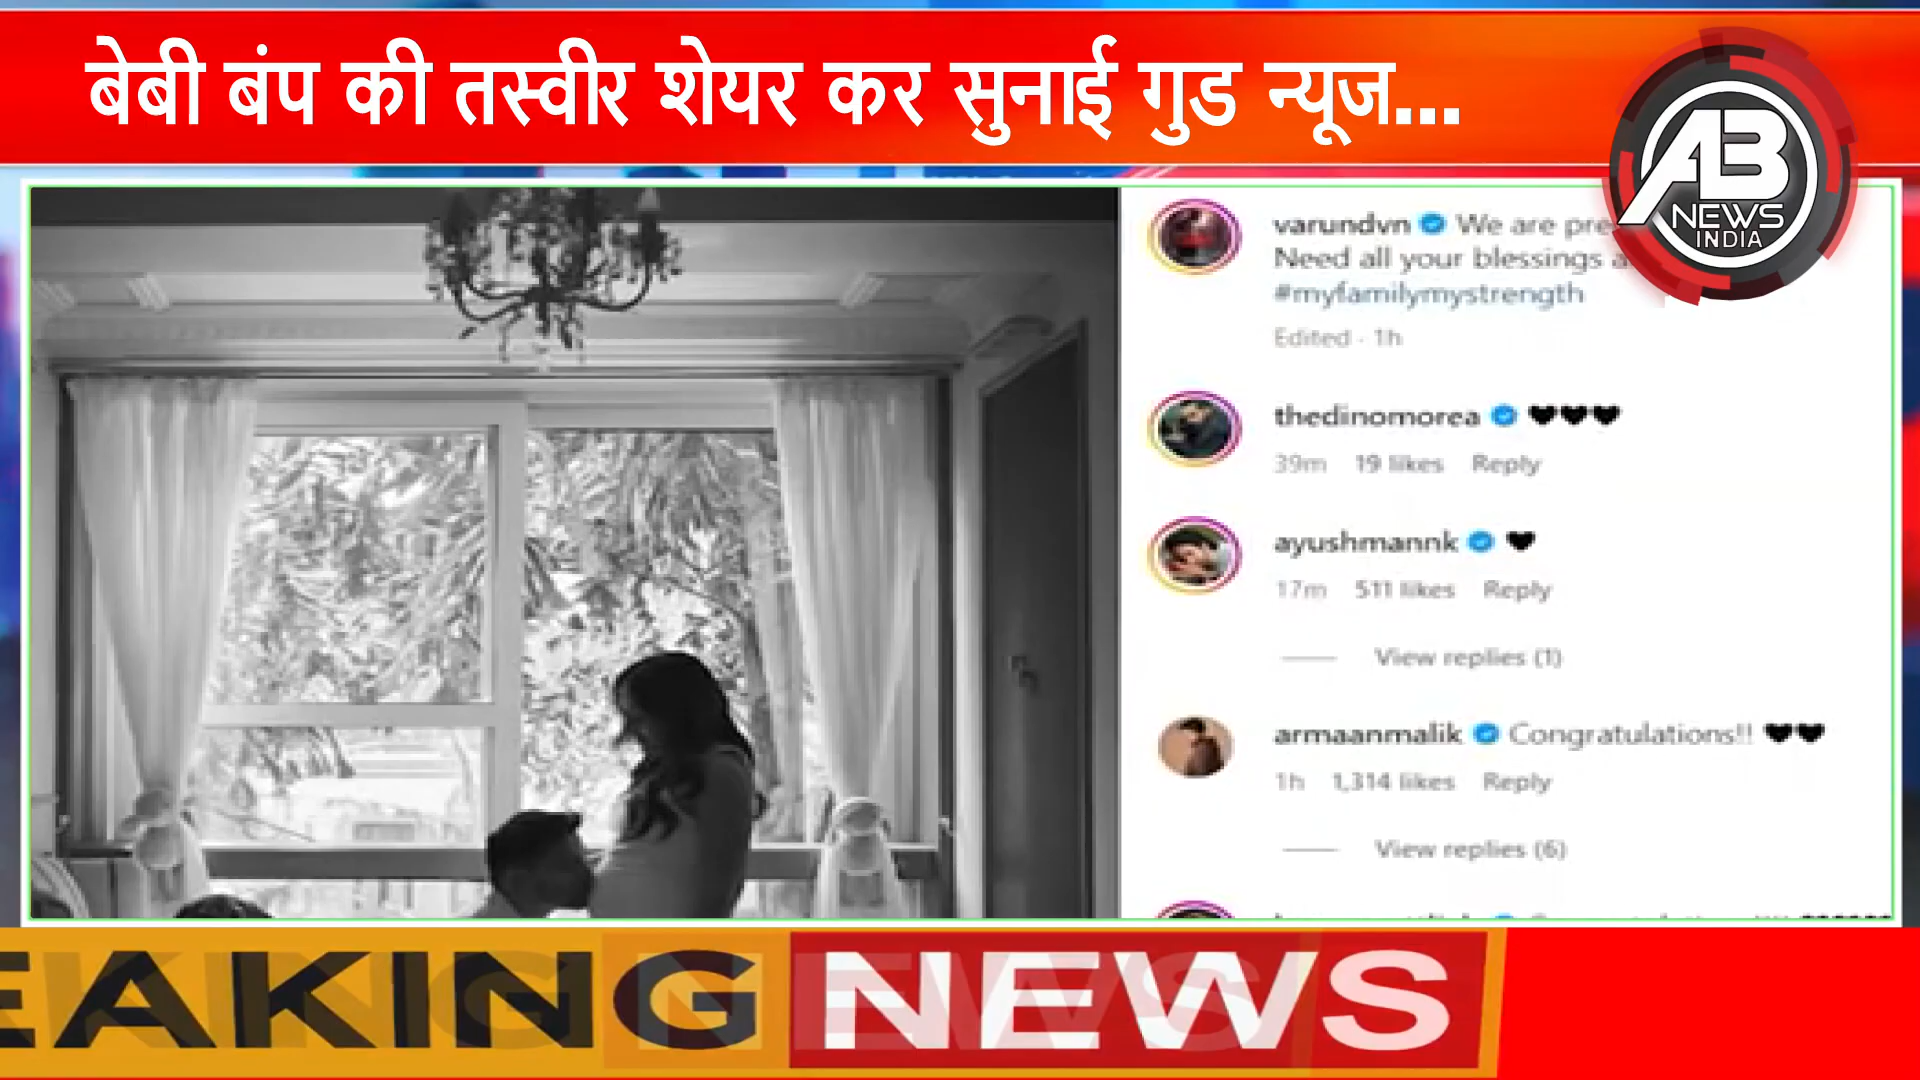 बेबी बंप की तस्वीर शेयर कर सुनाई गुड न्यूज...
AB
NEWS
INDIA
varundvn We are pre
Need all your blessings a
#myfamilymystrength
Edited · 1h
thedinomorea 🖤🖤🖤
39m 19 likes Reply
ayushmannk 🖤
17m 511 likes Reply
View replies (1)
armaanmalik Congratulations!! 🖤🖤
1h 1,314 likes Reply
View replies (6)
EAKING NEWS